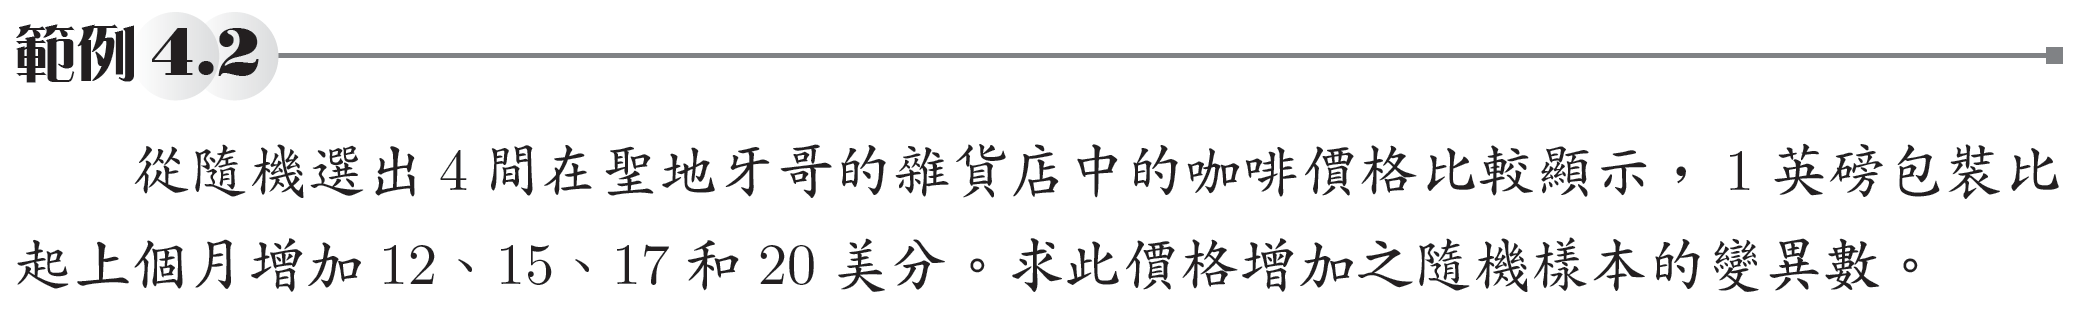 範例 4.2
從隨機選出 4 間在聖地牙哥的雜貨店中的咖啡價格比較顯示，1 英磅包裝比
起上個月增加 12、15、17 和 20 美分。求此價格增加之隨機樣本的變異數。